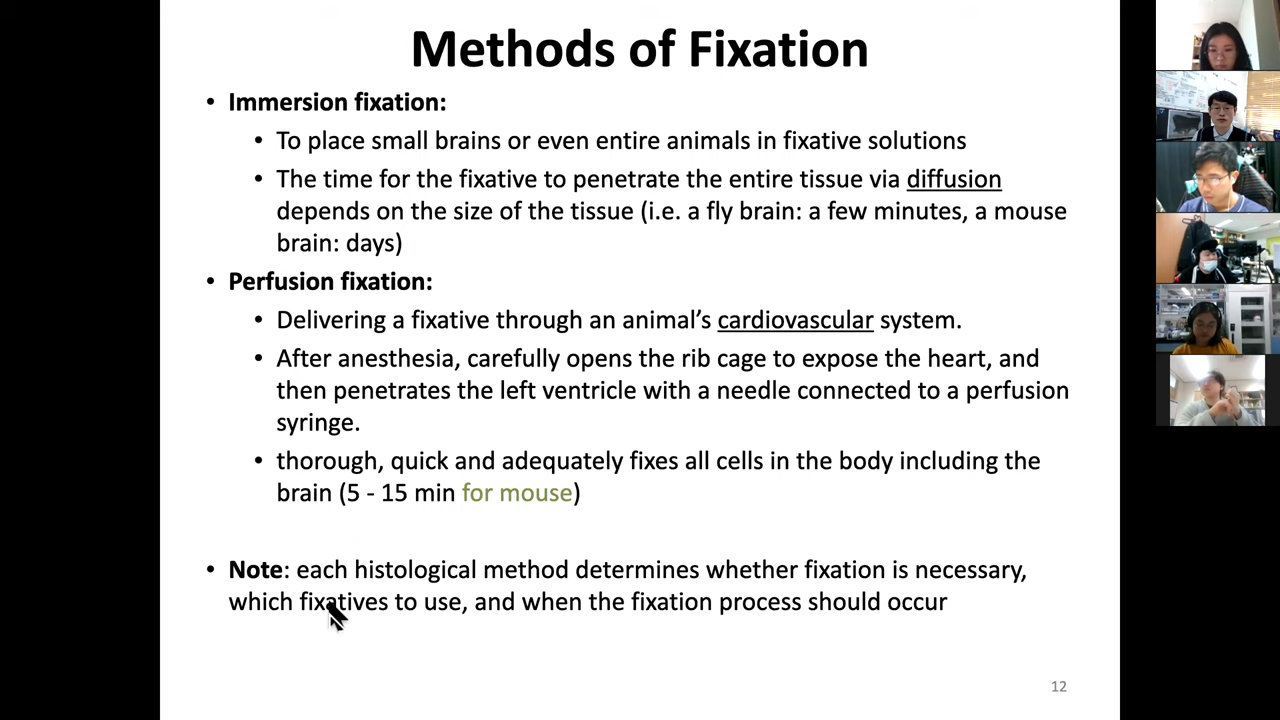 Methods of Fixation
• Immersion fixation:
• To place small brains or even entire animals in fixative solutions
• The time for the fixative to penetrate the entire tissue via diffusion
depends on the size of the tissue (i.e. a fly brain: a few minutes, a mouse
brain: days)
• Perfusion fixation:
• Delivering a fixative through an animal's cardiovascular system.
• After anesthesia, carefully opens the rib cage to expose the heart, and
then penetrates the left ventricle with a needle connected to a perfusion
syringe.
• thorough, quick and adequately fixes all cells in the body including the
brain (5 - 15 min for mouse)
• Note: each histological method determines whether fixation is necessary,
which fixatives to use, and when the fixation process should occur
12